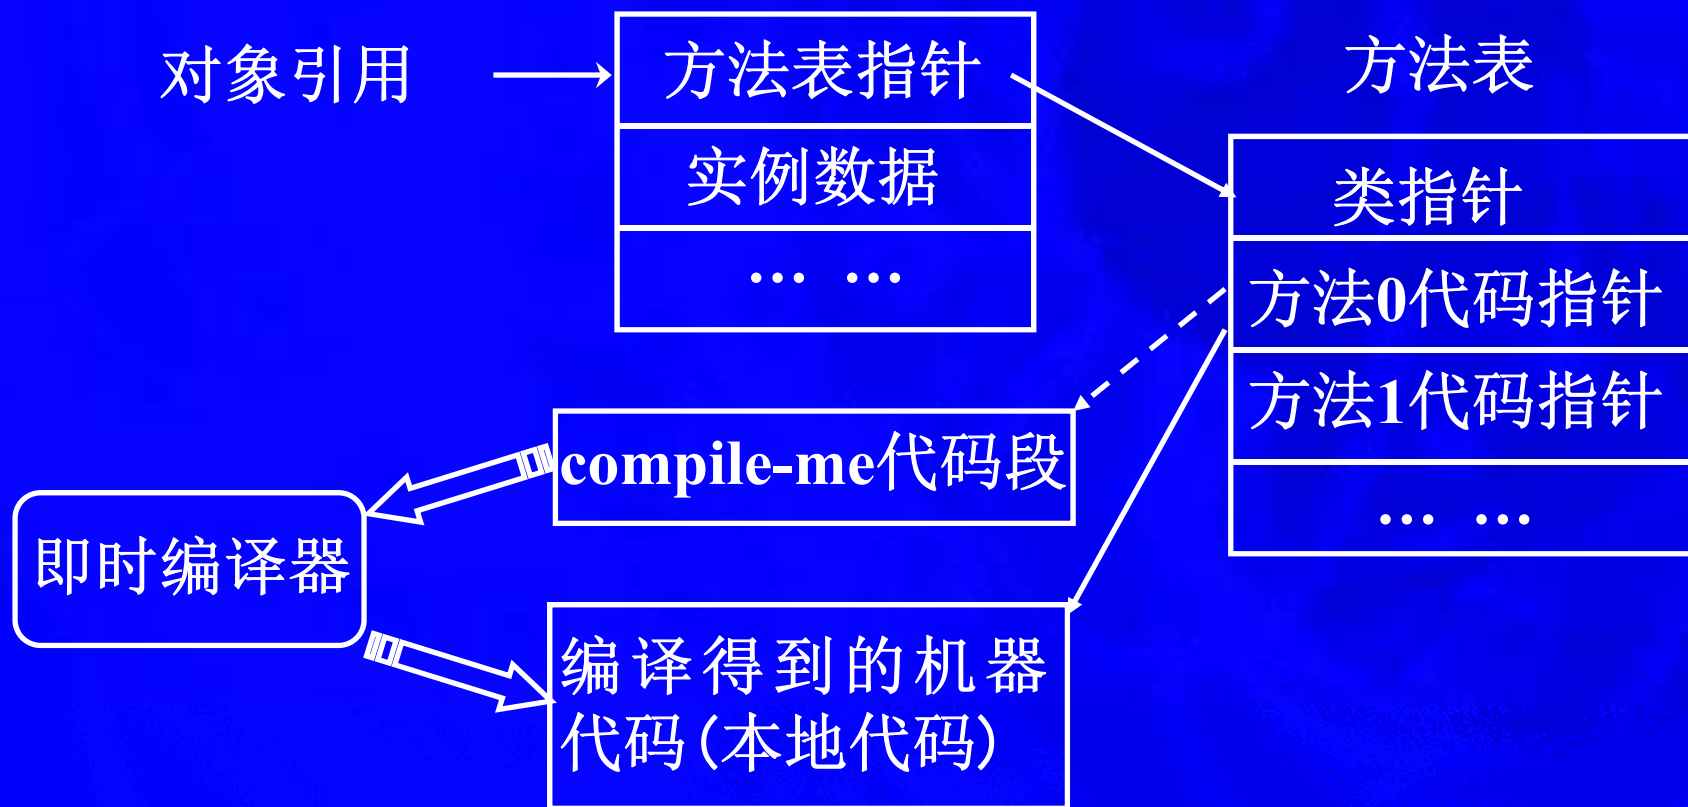 对象引用
方法表指针
实例数据
… …
方法表
类指针
方法0代码指针
方法1代码指针
… …
compile-me代码段
即时编译器
编译得到的机器
代码(本地代码)